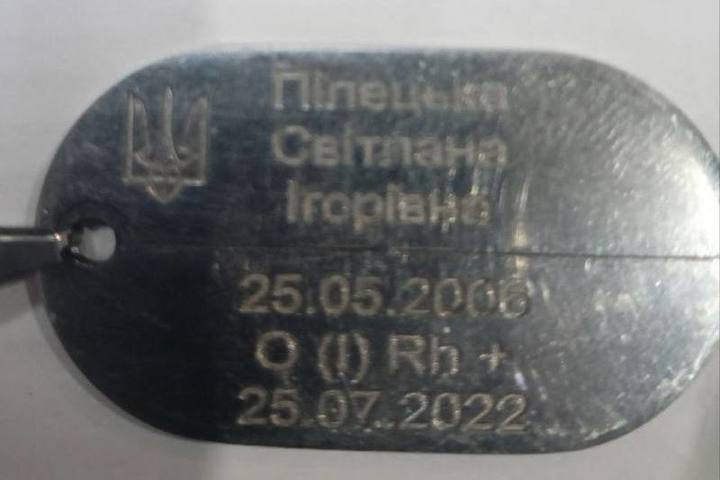 Пілецька
Світлана
Ігорівна
25.05.2006
O (I) Rh +
25.07.2022